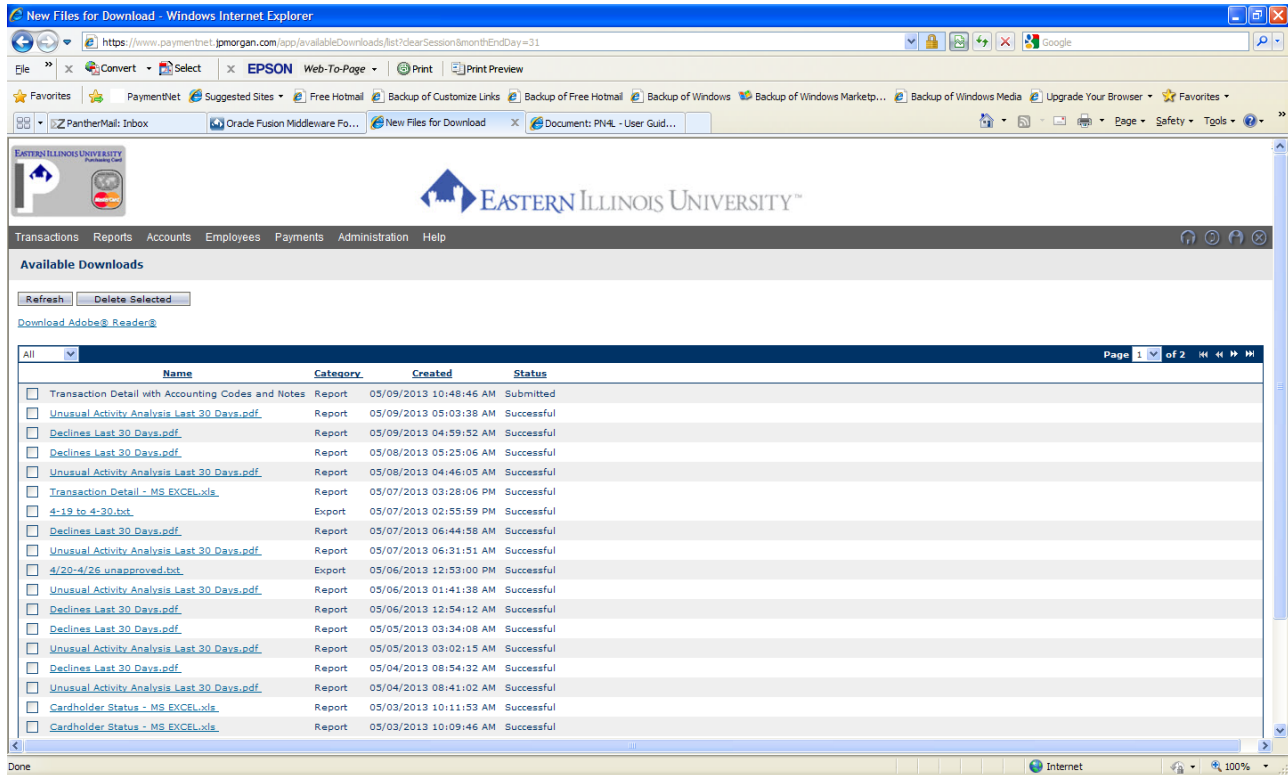 New Files for Download - Windows Internet Explorer
https://www.paymentnet.jpmorgan.com/app/availableDownloads/list?clearSession&monthEndDay=31
Google
File » x Convert Select x EPSON Web-To-Page Print Print Preview
Favorites PaymentNet Suggested Sites Free Hotmail Backup of Customize Links Backup of Free Hotmail Backup of Windows Backup of Windows Marketp... Backup of Windows Media Upgrade Your Browser Favorites
PantherMail: Inbox Oracle Fusion Middleware Fo... New Files for Download X Document: PN4L - User Guid... Page Safety Tools »
EASTERN ILLINOIS UNIVERSITY
Purchasing Card
P
MasterCard
EASTERN ILLINOIS UNIVERSITY™
Transactions Reports Accounts Employees Payments Administration Help
Available Downloads
Refresh Delete Selected
Download Adobe® Reader®
All Page 1 of 2
Name Category Created Status
Transaction Detail with Accounting Codes and Notes Report 05/09/2013 10:48:46 AM Submitted
Unusual Activity Analysis Last 30 Days.pdf Report 05/09/2013 05:03:38 AM Successful
Declines Last 30 Days.pdf Report 05/09/2013 04:59:52 AM Successful
Declines Last 30 Days.pdf Report 05/08/2013 05:25:06 AM Successful
Unusual Activity Analysis Last 30 Days.pdf Report 05/08/2013 04:46:05 AM Successful
Transaction Detail - MS EXCEL.xls Report 05/07/2013 03:28:06 PM Successful
4-19 to 4-30.txt Export 05/07/2013 02:55:59 PM Successful
Declines Last 30 Days.pdf Report 05/07/2013 06:44:58 AM Successful
Unusual Activity Analysis Last 30 Days.pdf Report 05/07/2013 06:31:51 AM Successful
4/20-4/26 unapproved.txt Export 05/06/2013 12:53:00 PM Successful
Unusual Activity Analysis Last 30 Days.pdf Report 05/06/2013 01:41:38 AM Successful
Declines Last 30 Days.pdf Report 05/06/2013 12:54:12 AM Successful
Declines Last 30 Days.pdf Report 05/05/2013 03:34:08 AM Successful
Unusual Activity Analysis Last 30 Days.pdf Report 05/05/2013 03:02:15 AM Successful
Declines Last 30 Days.pdf Report 05/04/2013 08:54:32 AM Successful
Unusual Activity Analysis Last 30 Days.pdf Report 05/04/2013 08:41:02 AM Successful
Cardholder Status - MS EXCEL.xls Report 05/03/2013 10:11:53 AM Successful
Cardholder Status - MS EXCEL.xls Report 05/03/2013 10:09:46 AM Successful
Done Internet 100%